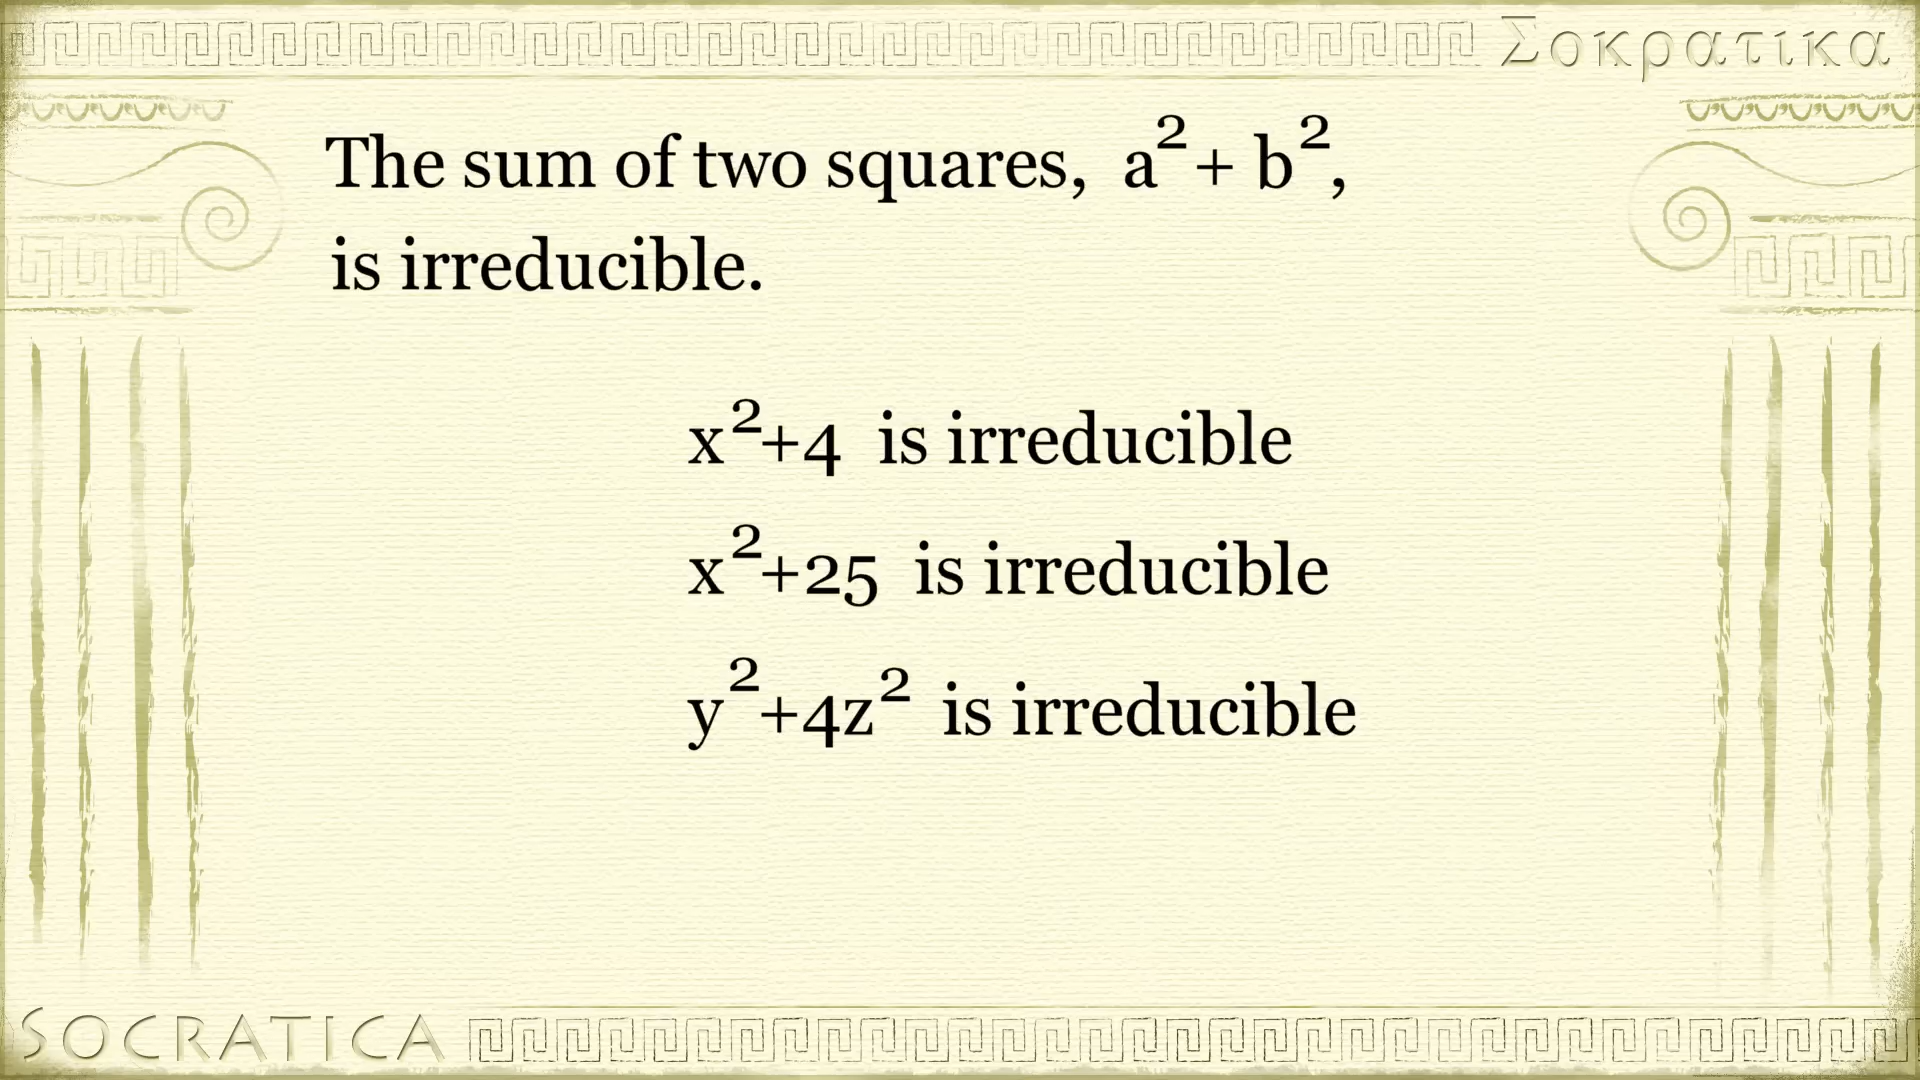 Σοκρατικα
The sum of two squares, a²+ b²,
is irreducible.
x²+4 is irreducible
x²+25 is irreducible
y²+4z² is irreducible
SOCRATICA